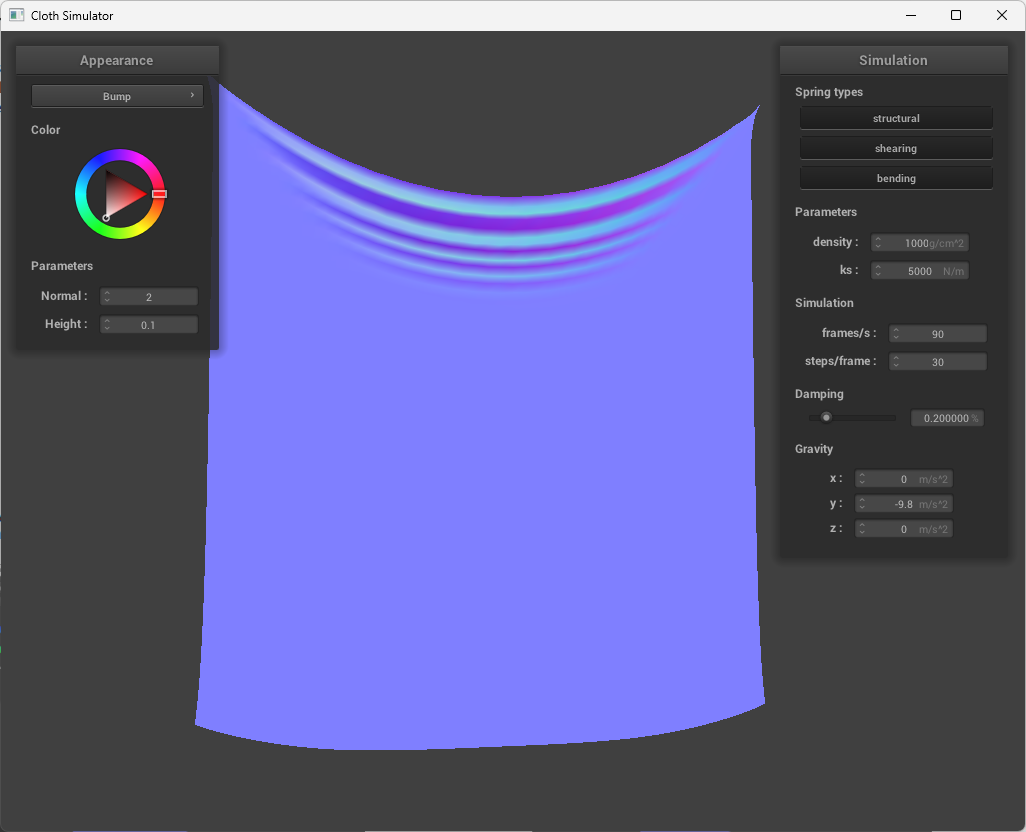 Cloth Simulator
Appearance
Bump
Color
Parameters
Normal : 2
Height : 0.1
Simulation
Spring types
structural
shearing
bending
Parameters
density : 1000 g/cm^2
ks : 5000 N/m
Simulation
frames/s : 90
steps/frame : 30
Damping
0.200000 %
Gravity
x : 0 m/s^2
y : -9.8 m/s^2
z : 0 m/s^2